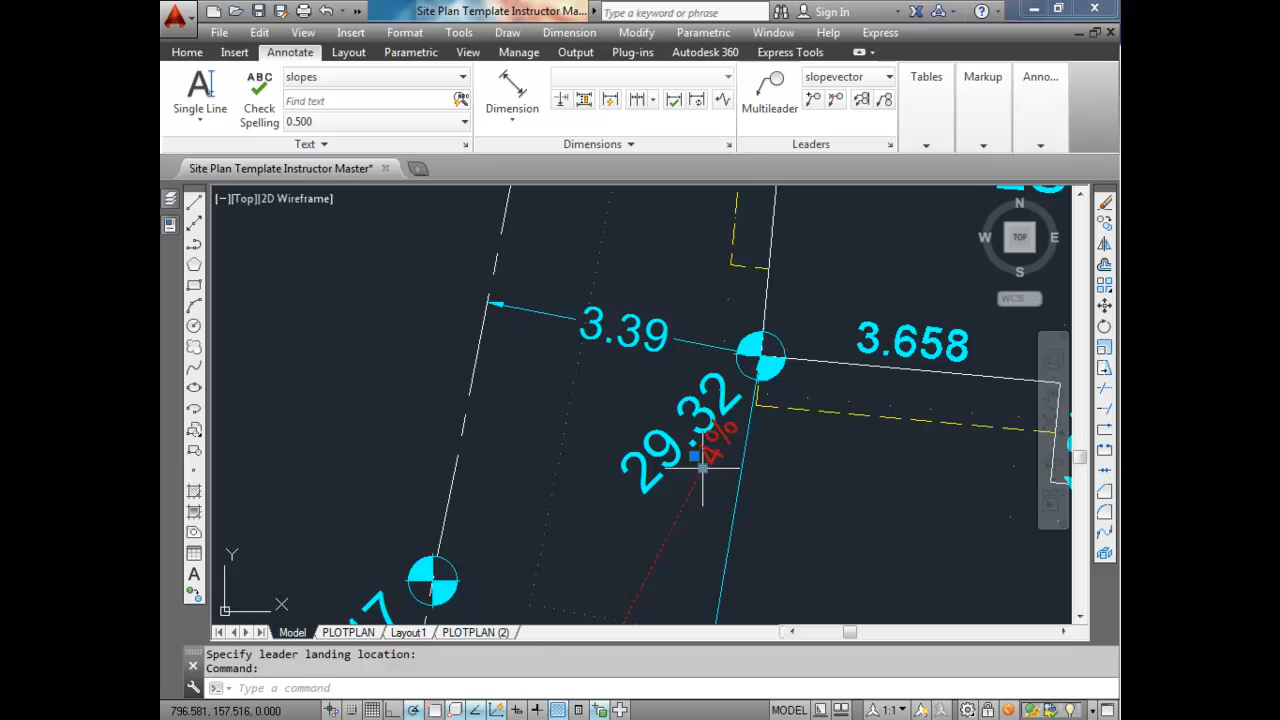 Site Plan Template Instructor Ma...
Type a keyword or phrase
Sign In
File Edit View Insert Format Tools Draw Dimension Modify Parametric Window Help Express
Home Insert Annotate Layout Parametric View Manage Output Plug-ins Autodesk 360 Express Tools
A
Single Line
ABC
Check
Spelling
slopes
Find text
0.500
Text
Dimension
Dimensions
Multileader
slopevector
Leaders
Tables
Markup
Anno...
Site Plan Template Instructor Master*
[−][Top][2D Wireframe]
N
W TOP E
S
WCS
3.39
3.658
29.32
4%
7
Y
X
Model PLOTPLAN Layout1 PLOTPLAN (2)
Specify leader landing location:
Command:
Type a command
796.581, 157.516, 0.000
MODEL
1:1